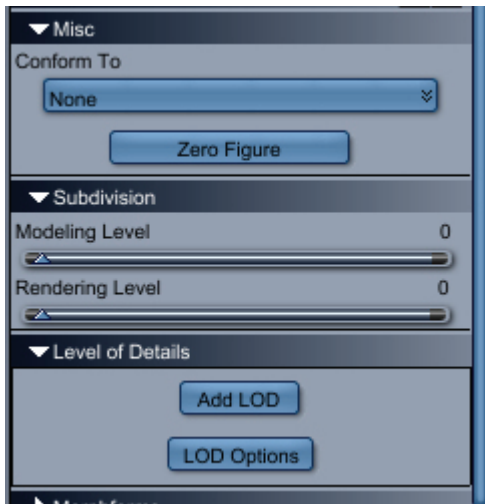 Misc
Conform To
None
Zero Figure
Subdivision
Modeling Level 0
Rendering Level 0
Level of Details
Add LOD
LOD Options